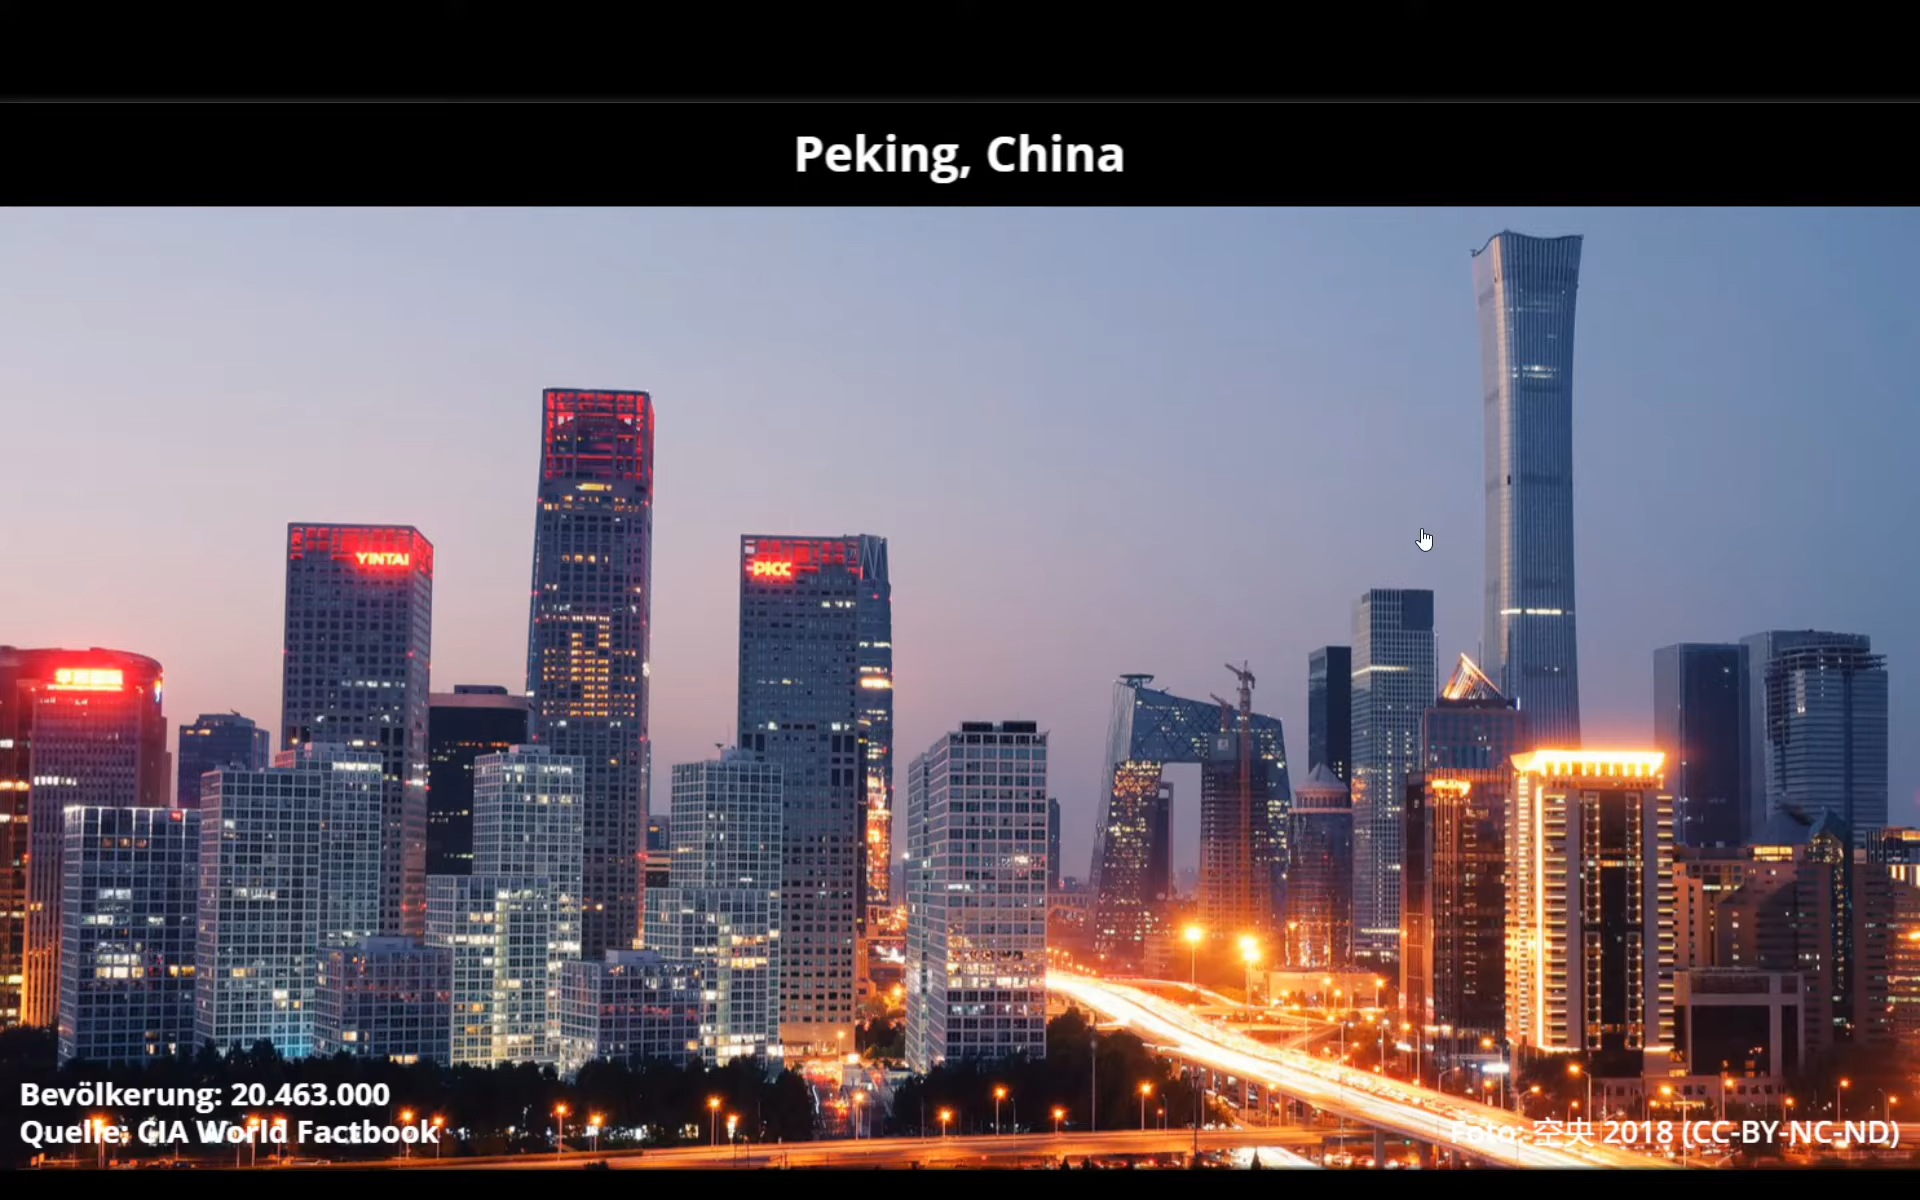 Peking, China
YINTAI
PICC
Bevölkerung: 20.463.000
Quelle: CIA World Factbook
Foto: 空央 2018 (CC-BY-NC-ND)